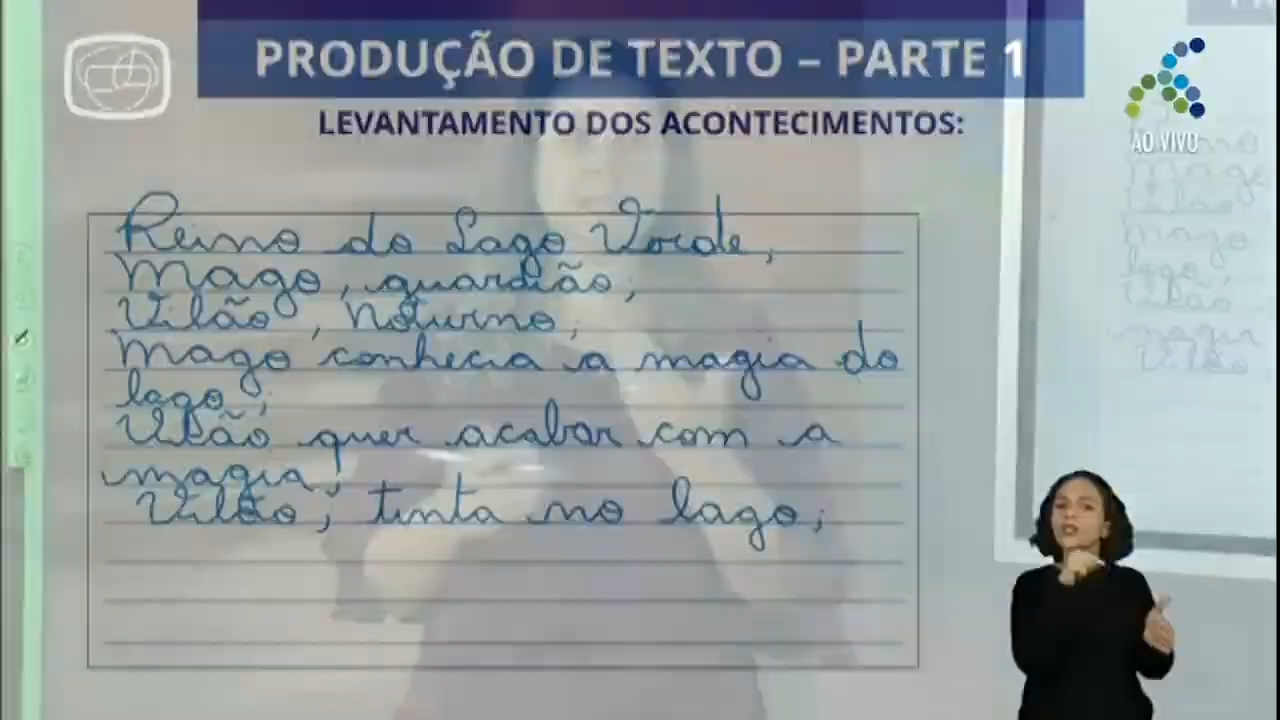 PRODUÇÃO DE TEXTO – PARTE 1
LEVANTAMENTO DOS ACONTECIMENTOS:
AO VIVO
Reino do Lago Verde,
Mago, guardião;
Vilão, Noturno;
Mago conhecia a magia do
lago;
Vilão quer acabar com a
magia;
Vilão, tinta no lago;